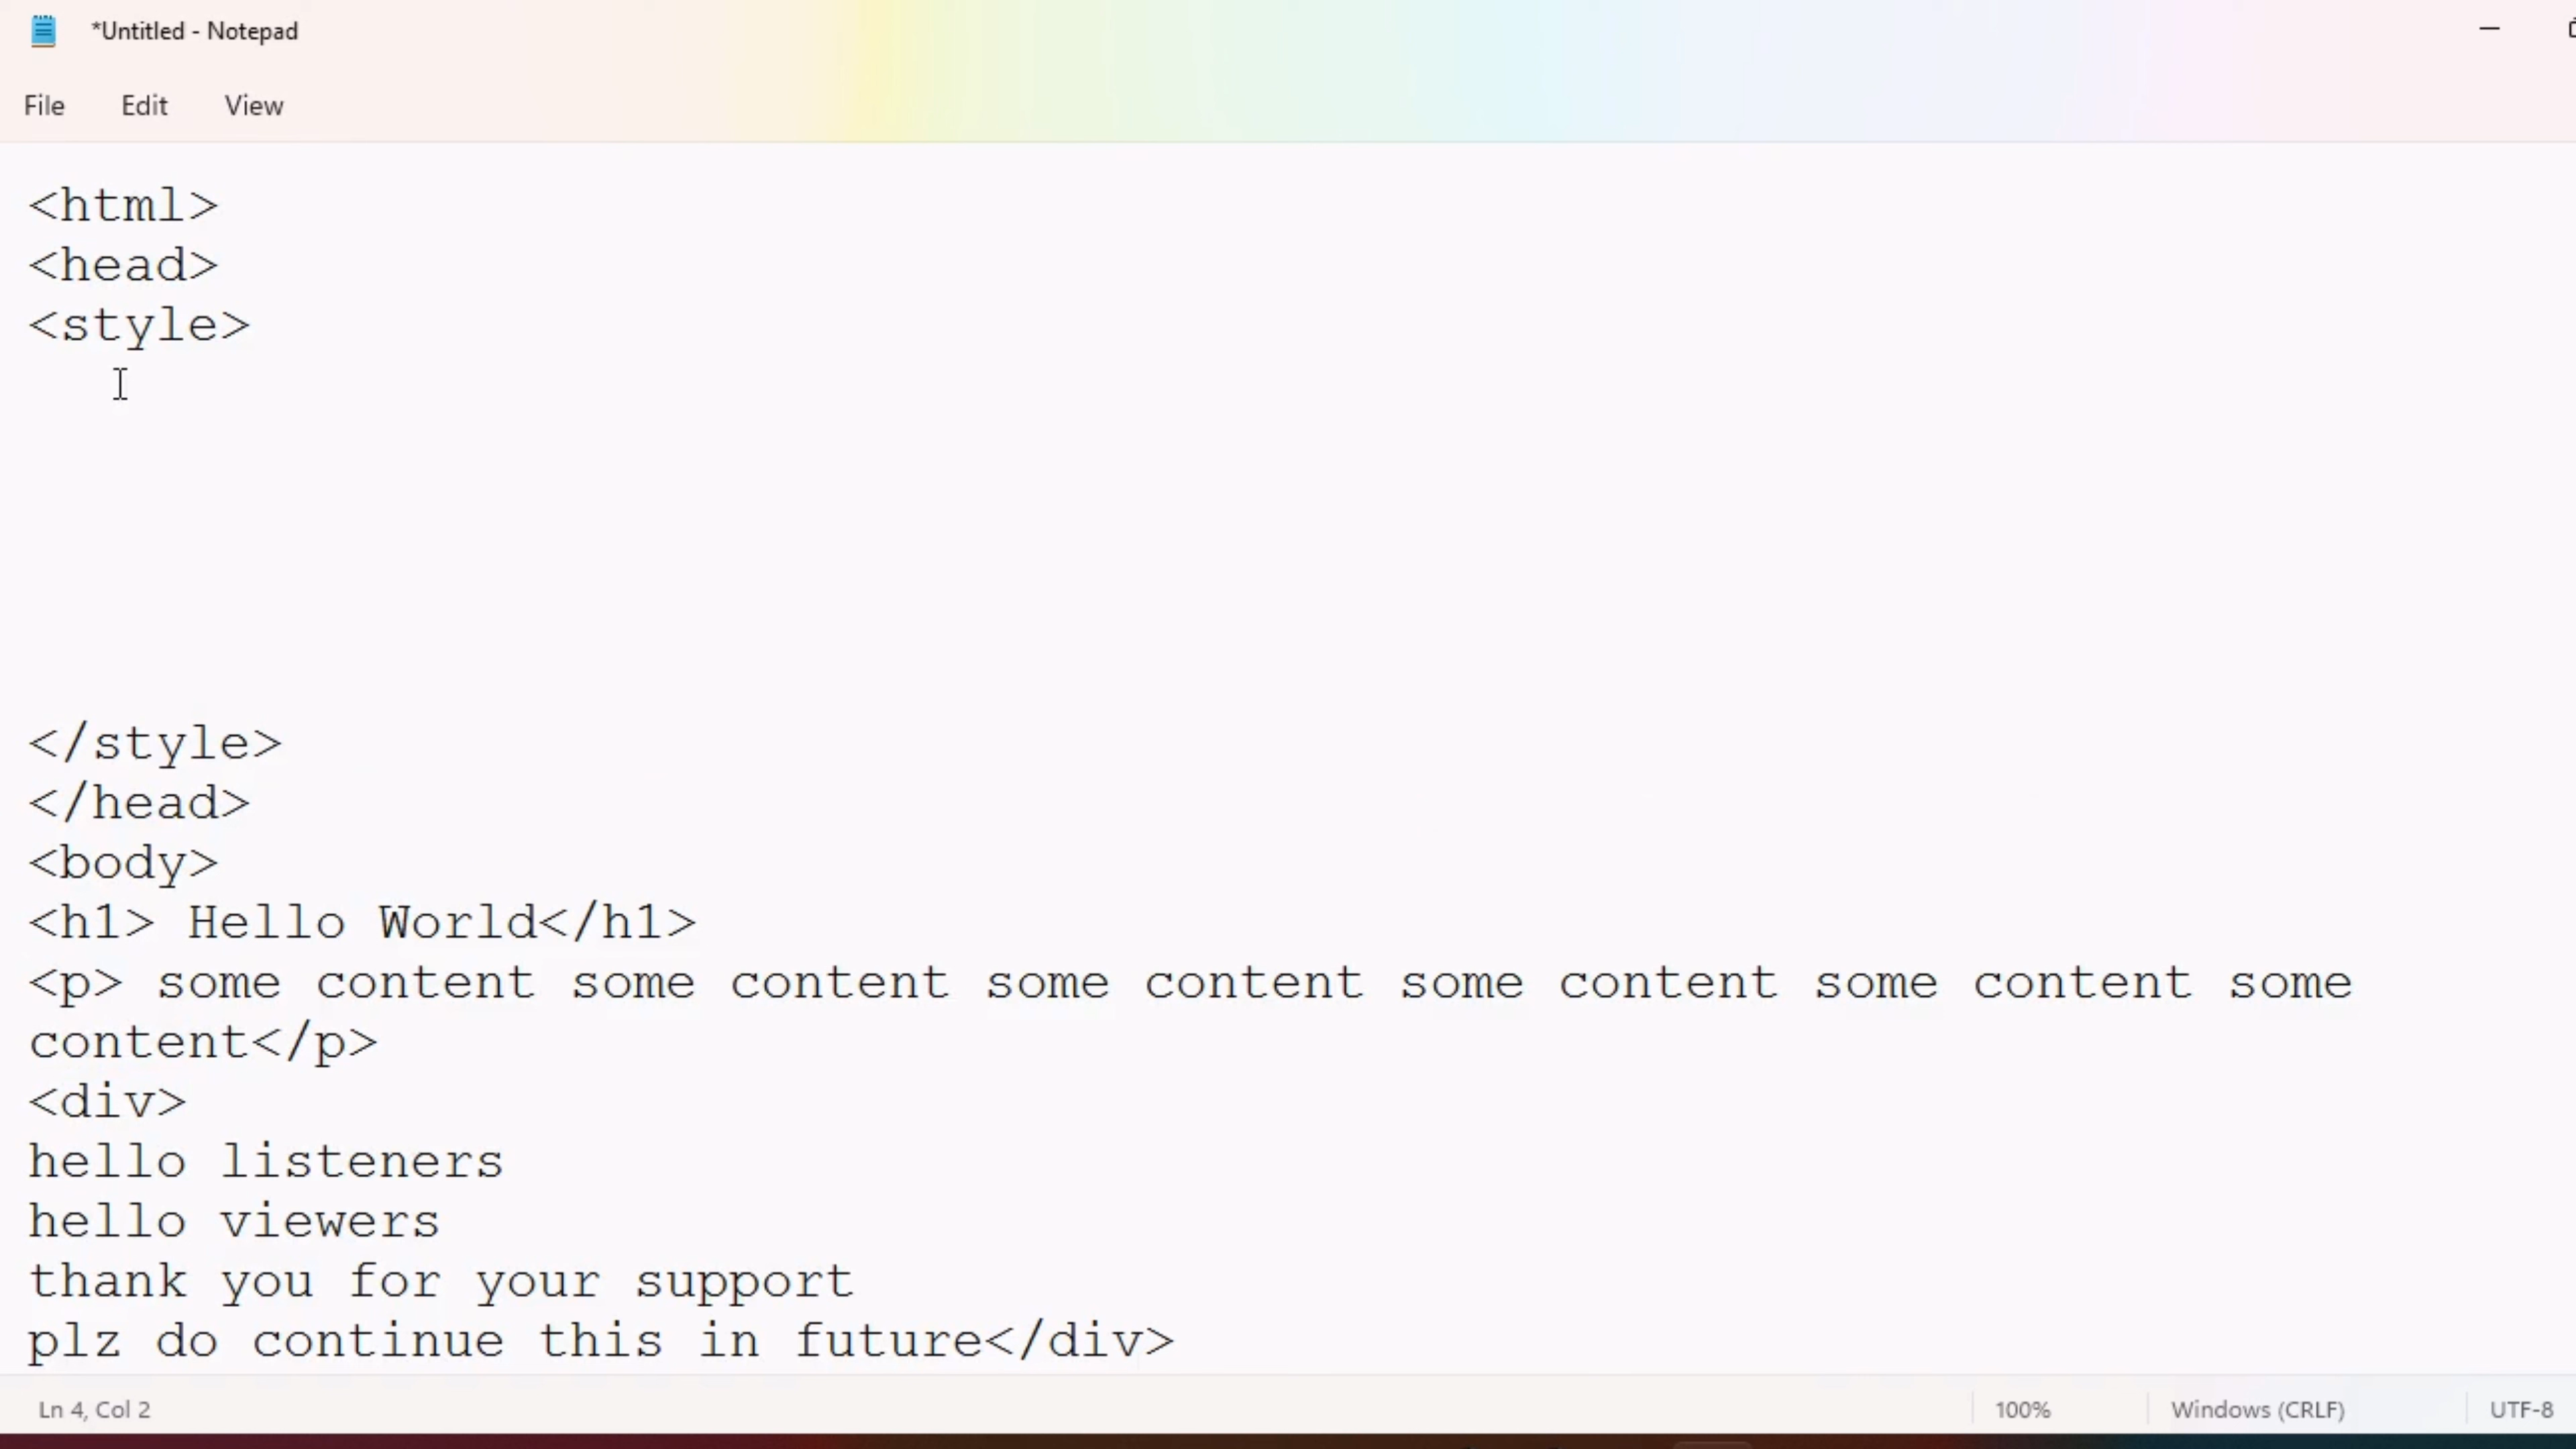 *Untitled - Notepad
File Edit View
<html>
<head>
<style>
</style>
</head>
<body>
<h1> Hello World</h1>
<p> some content some content some content some content some content some
content</p>
<div>
hello listeners
hello viewers
thank you for your support
plz do continue this in future</div>
Ln 4, Col 2 100% Windows (CRLF) UTF-8